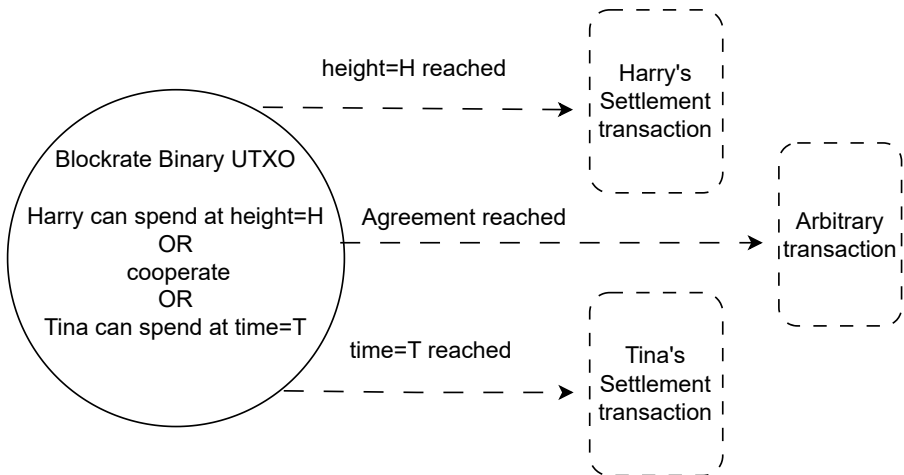 Blockrate Binary UTXO
Harry can spend at height=H
OR
cooperate
OR
Tina can spend at time=T
height=H reached
Harry's
Settlement
transaction
Agreement reached
Arbitrary
transaction
time=T reached
Tina's
Settlement
transaction